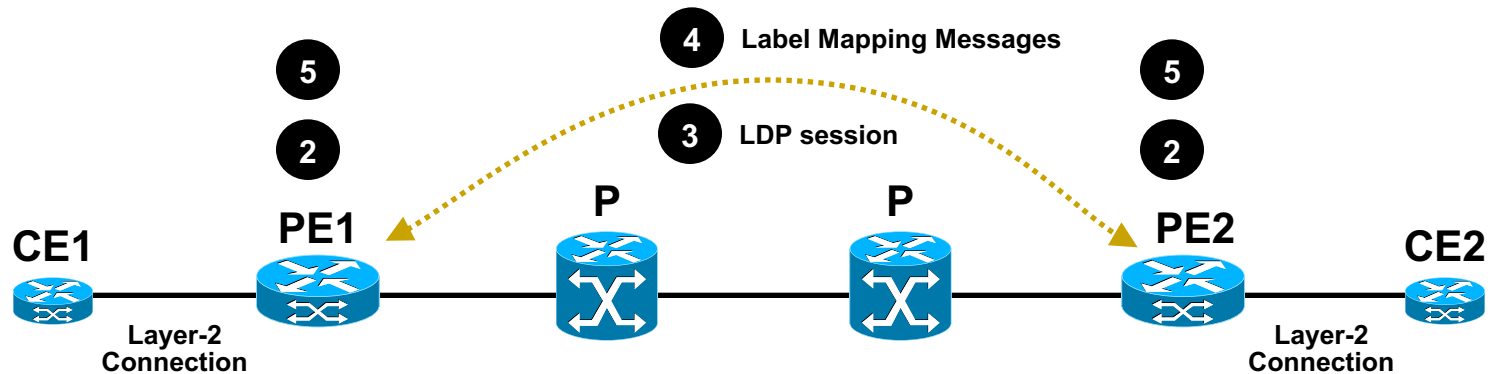 4 Label Mapping Messages
5
5
3 LDP session
2
2
P
P
PE1
PE2
CE1
CE2
Layer-2
Connection
Layer-2
Connection